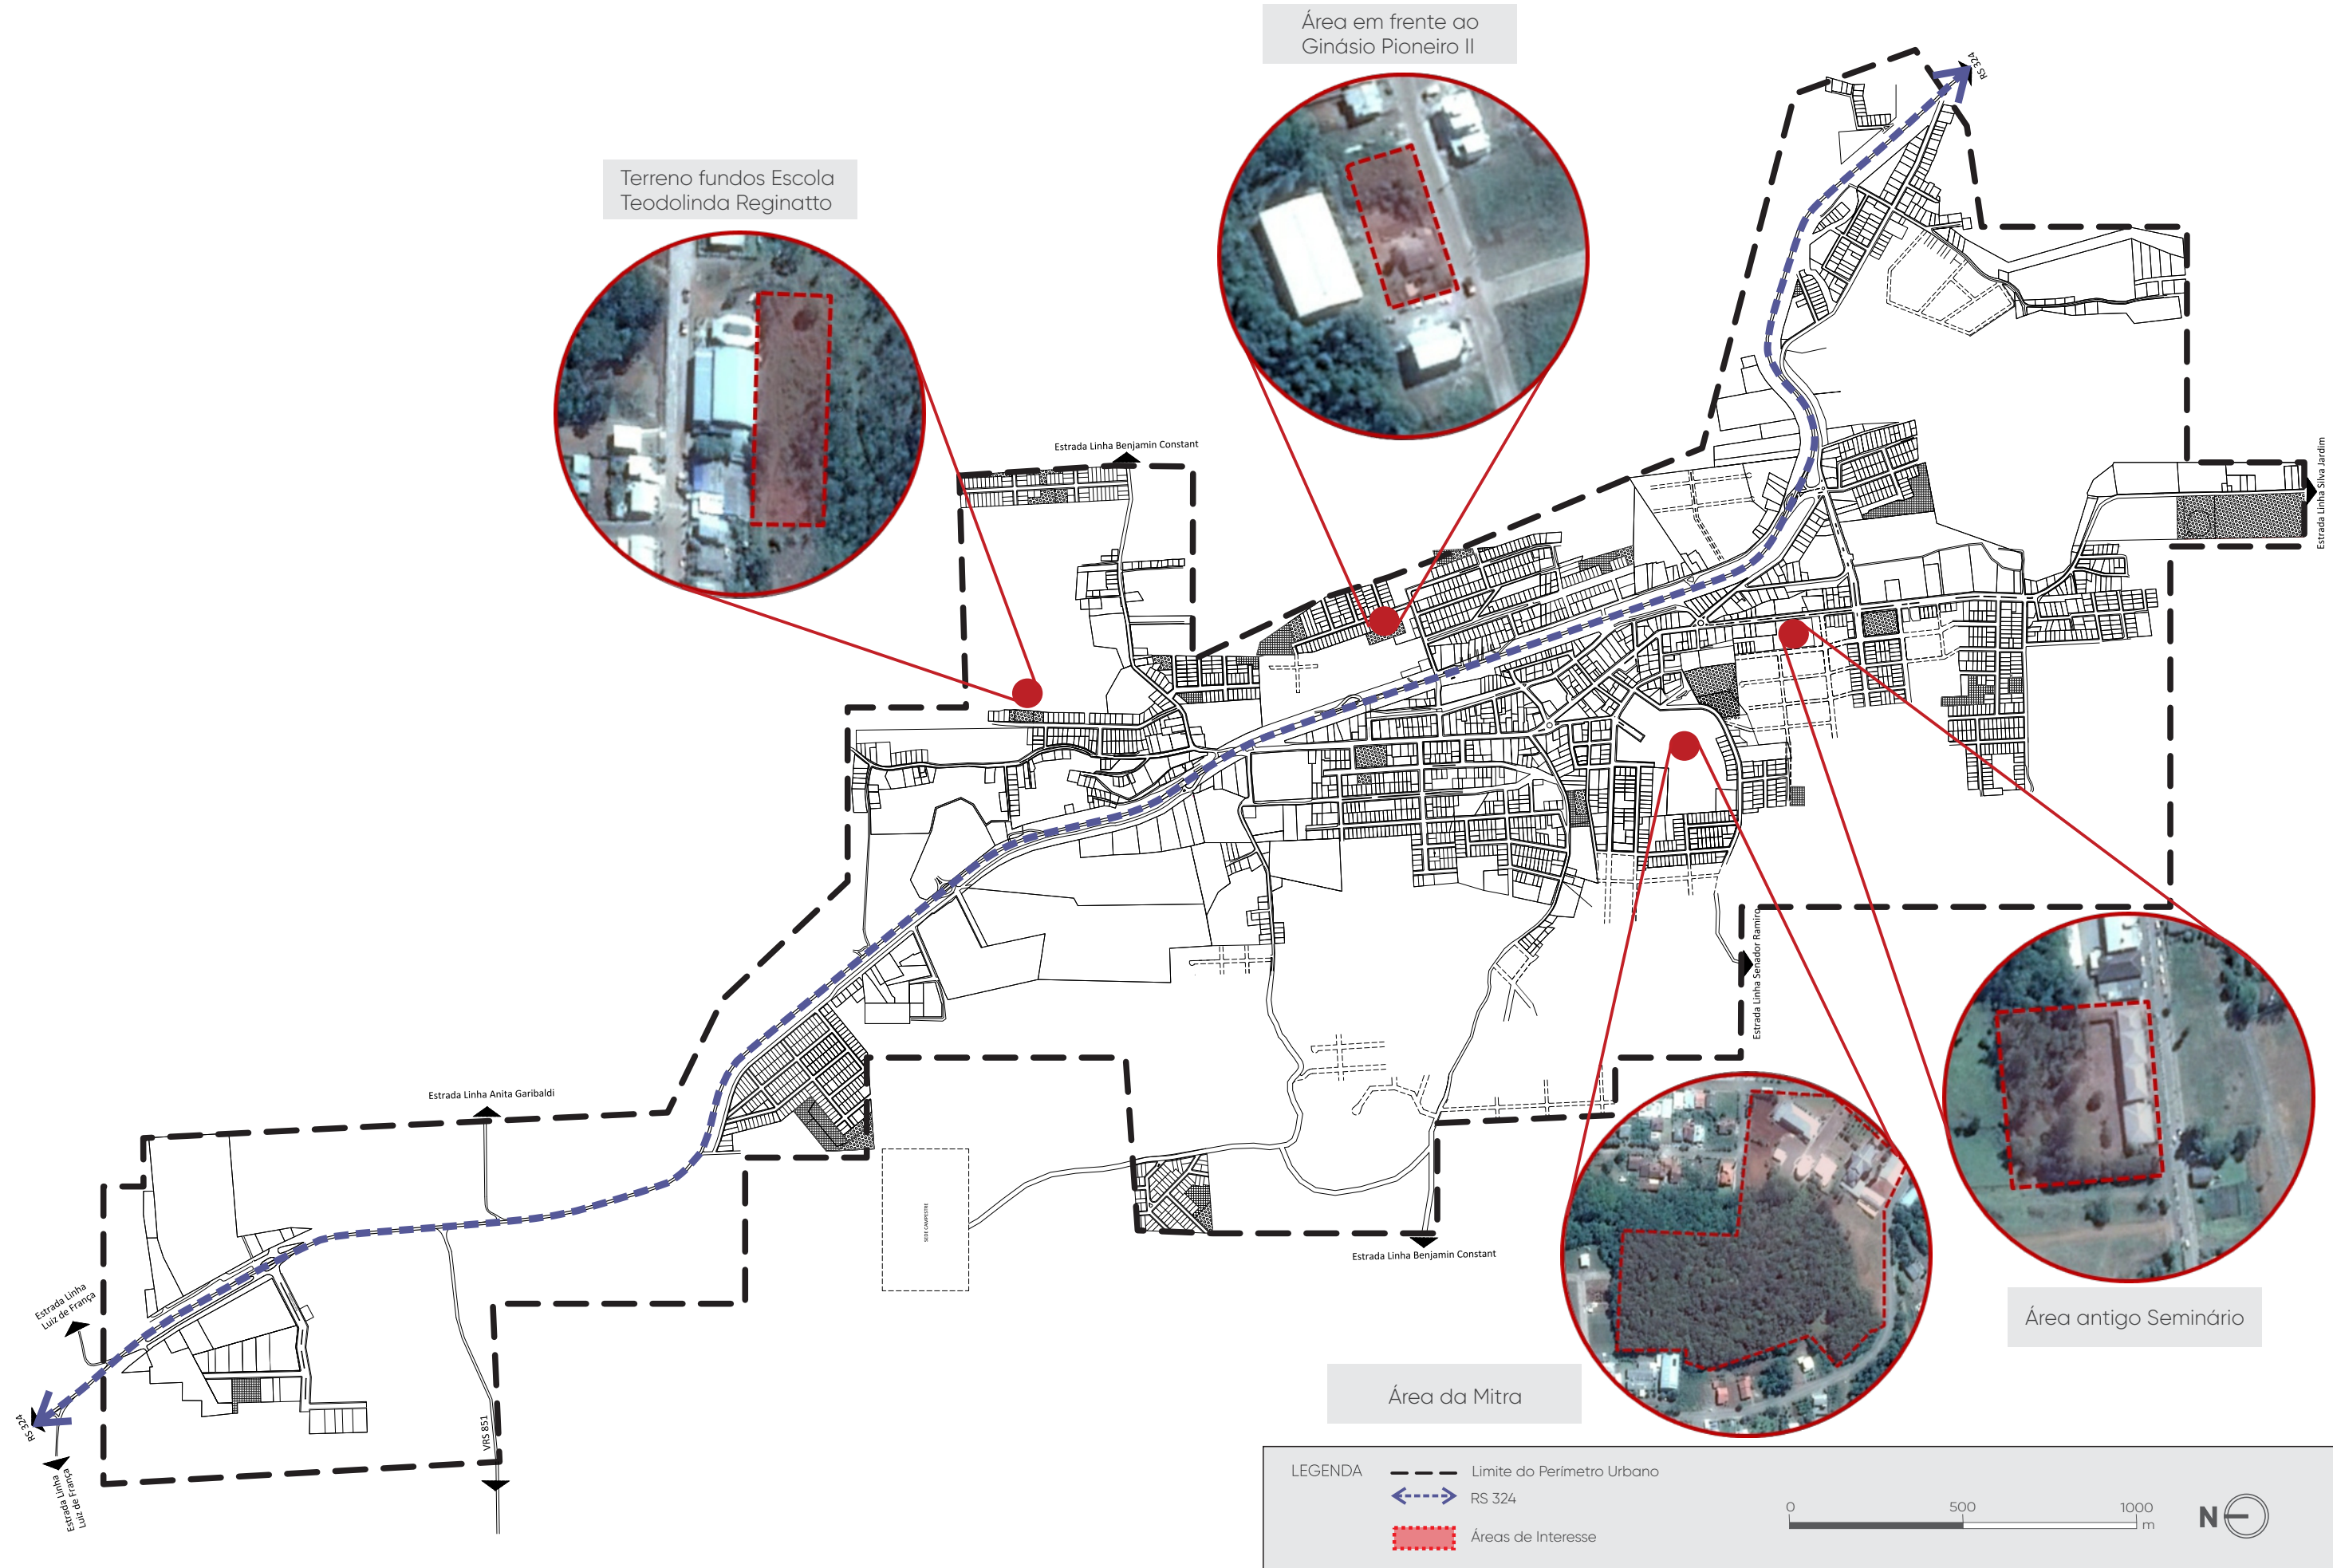 Área em frente ao
Ginásio Pioneiro II
RS 324
Terreno fundos Escola
Teodolinda Reginatto
Estrada Linha Benjamin Constant
Estrada Linha Silva Jardim
Estrada Linha Senador Ramiro
Estrada Linha Anita Garibaldi
SEDE CAMPESTRE
Estrada Linha Benjamin Constant
Estrada Linha
Luiz de França
Área antigo Seminário
Área da Mitra
RS 324
VRS 851
Estrada Linha
Luiz de França
LEGENDA
Limite do Perímetro Urbano
RS 324
Áreas de Interesse
0 500 1000
m
N